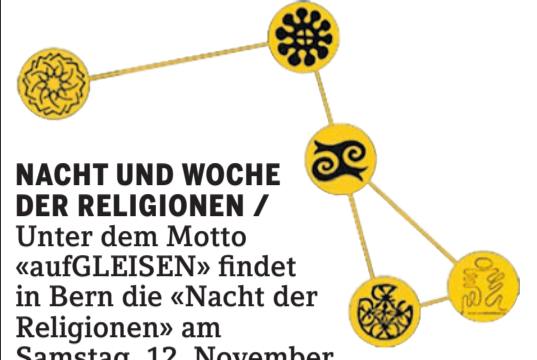 NACHT UND WOCHE
DER RELIGIONEN /
Unter dem Motto
«aufGLEISEN» findet
in Bern die «Nacht der
Religionen» am
Samstag, 12. November